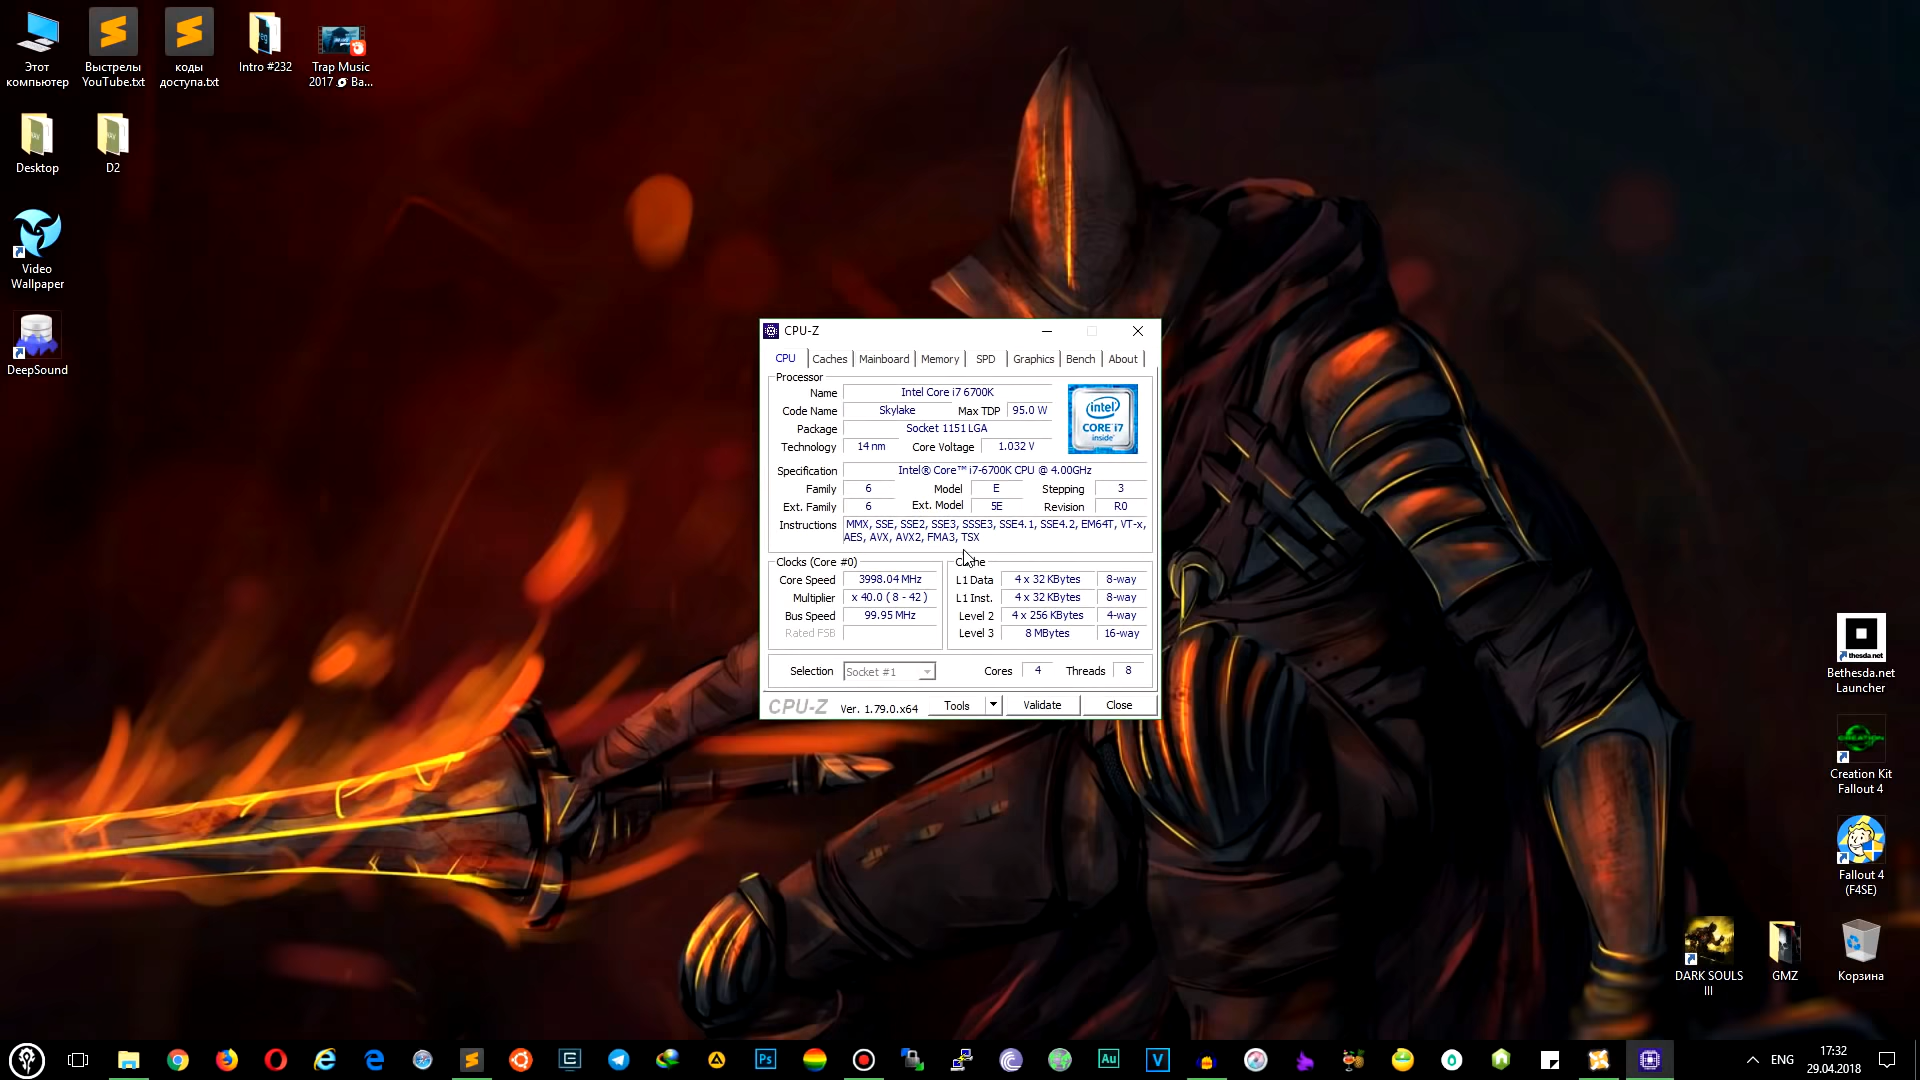 Этот
компьютер
Выстрелы
YouTube.txt
коды
доступа.txt
Intro #232
Trap Music
2017 Ba...
Desktop
D2
Video
Wallpaper
DeepSound
CPU-Z
CPU Caches Mainboard Memory SPD Graphics Bench About
Processor
Name Intel Core i7 6700K
Code Name Skylake Max TDP 95.0 W
Package Socket 1151 LGA
Technology 14 nm Core Voltage 1.032 V
intel
CORE i7
inside
Specification Intel® Core™ i7-6700K CPU @ 4.00GHz
Family 6 Model E Stepping 3
Ext. Family 6 Ext. Model 5E Revision R0
Instructions MMX, SSE, SSE2, SSE3, SSSE3, SSE4.1, SSE4.2, EM64T, VT-x,
AES, AVX, AVX2, FMA3, TSX
Clocks (Core #0)
Core Speed 3998.04 MHz
Multiplier x 40.0 ( 8 - 42 )
Bus Speed 99.95 MHz
Rated FSB
Cache
L1 Data 4 x 32 KBytes 8-way
L1 Inst. 4 x 32 KBytes 8-way
Level 2 4 x 256 KBytes 4-way
Level 3 8 MBytes 16-way
Selection Socket #1 Cores 4 Threads 8
CPU-Z Ver. 1.79.0.x64 Tools Validate Close
thesda.net
Bethesda.net
Launcher
CREATION
Creation Kit
Fallout 4
Fallout 4
(F4SE)
DARK SOULS
III
GMZ
Корзина
Ps
Au
V
ENG
17:32
29.04.2018